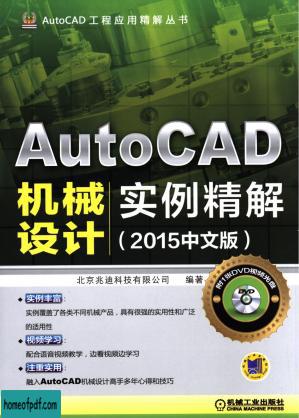 AutoCAD工程应用精解丛书
AutoCAD
机械设计
实例精解
(2015中文版)
北京兆迪科技有限公司 编著
附1张DVD视频光盘
DVD
实例丰富:
实例覆盖了各类不同机械产品，具有很强的实用性和广泛
的适用性
视频学习:
配合语音视频教学，边看视频边学习
注重实用:
融入AutoCAD机械设计高手多年心得和技巧
homeofpdf.com
机械工业出版社
CHINA MACHINE PRESS